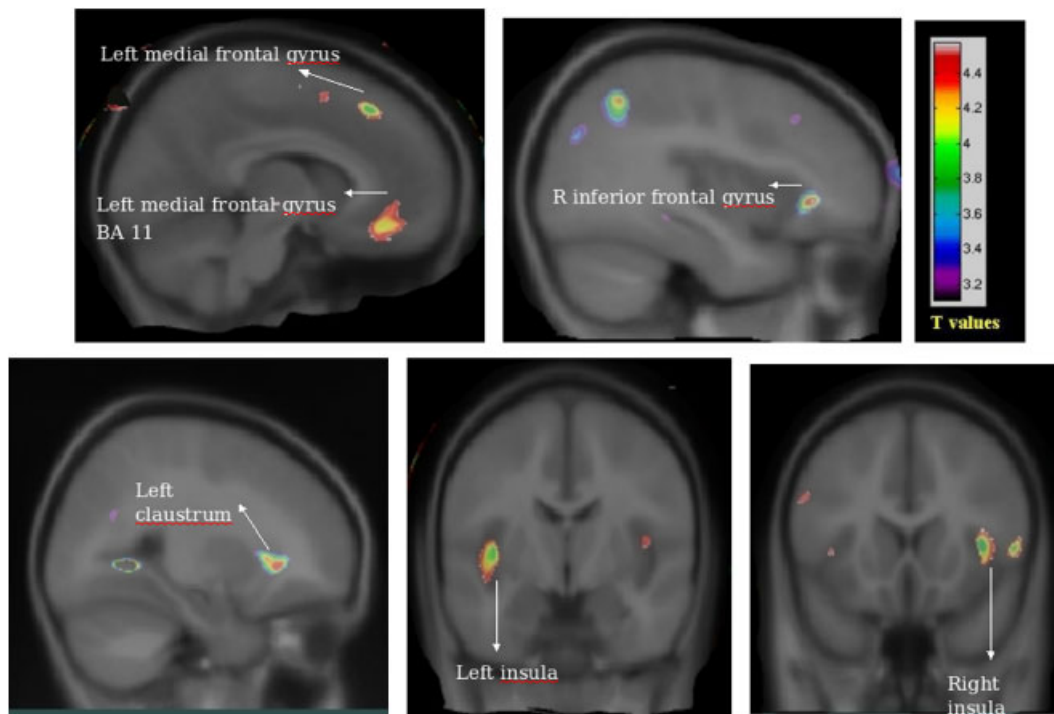 Left medial frontal gyrus
Left medial frontal gyrus
BA 11
R inferior frontal gyrus
4.4
4.2
4
3.8
3.6
3.4
3.2
T values
Left
claustrum
Left insula
Right
insula